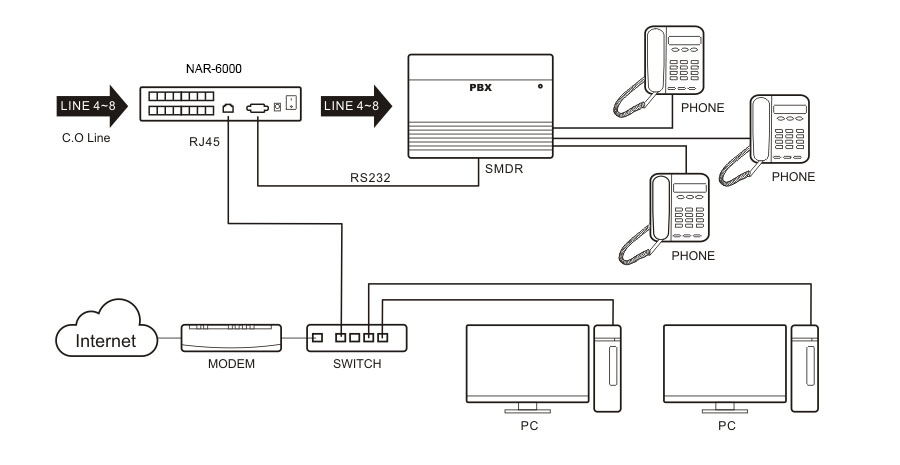 NAR-6000
LINE 4~8
LINE 4~8
PBX
PHONE
C.O Line
RJ45
RS232
SMDR
PHONE
PHONE
Internet
MODEM
SWITCH
PC
PC